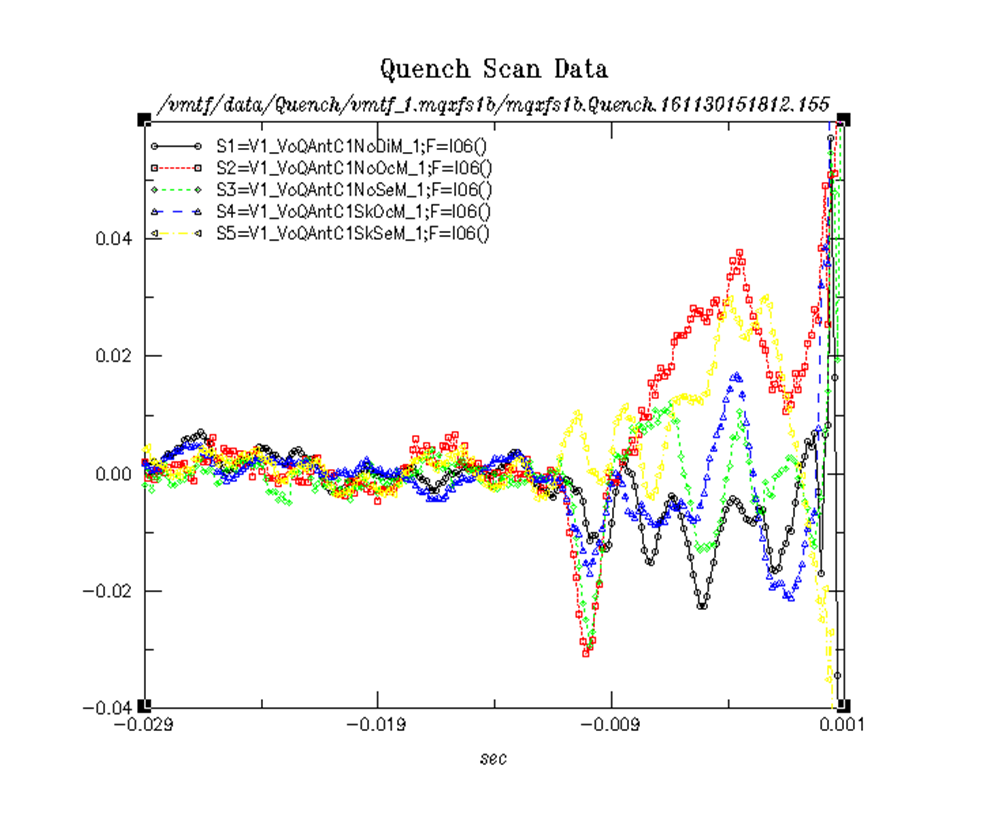 Quench Scan Data
/vmtf/data/Quench/vmtf_1.mqxfs1b/mqxfs1b.Quench.161130151812.155
S1=V1_VoQAntC1NoDiM_1;F=I06()
S2=V1_VoQAntC1NoOcM_1;F=I06()
S3=V1_VoQAntC1NoSeM_1;F=I06()
S4=V1_VoQAntC1SkOcM_1;F=I06()
S5=V1_VoQAntC1SkSeM_1;F=I06()
0.04
0.02
0.00
−0.02
−0.04
−0.029 −0.019 −0.009 0.001
sec